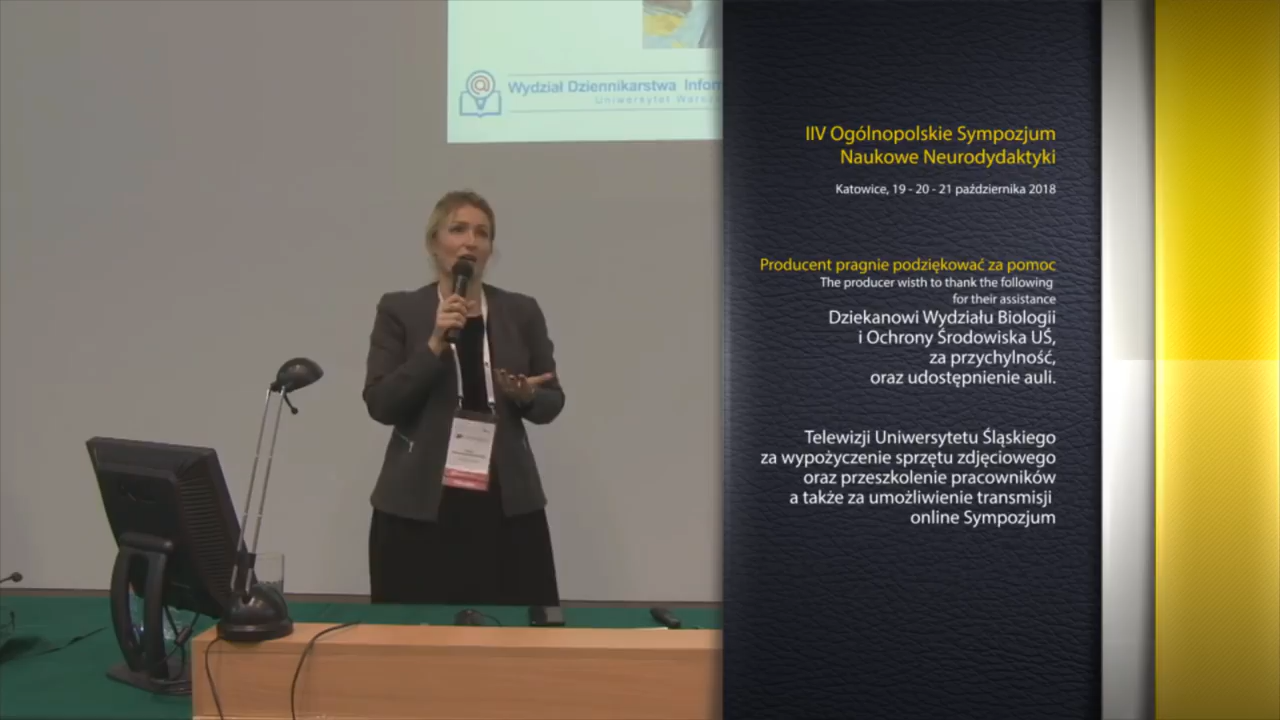 Wydział Dziennikarstwa Infor
Uniwersytet Warsz
IIV Ogólnopolskie Sympozjum
Naukowe Neurodydaktyki
Katowice, 19 - 20 - 21 października 2018
Producent pragnie podziękować za pomoc
The producer wisth to thank the following
for their assistance
Dziekanowi Wydziału Biologii
i Ochrony Środowiska UŚ,
za przychylność,
oraz udostępnienie auli.
Telewizji Uniwersytetu Śląskiego
za wypożyczenie sprzętu zdjęciowego
oraz przeszkolenie pracowników
a także za umożliwienie transmisji
online Sympozjum